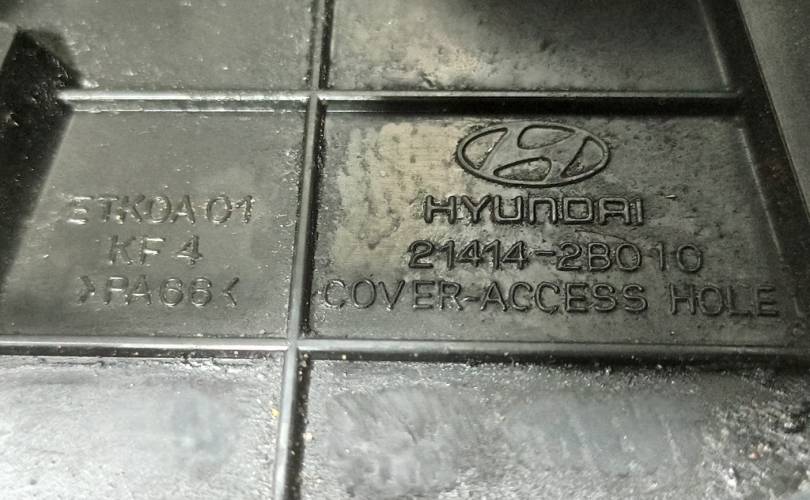 ETK0A01
KF4
>PA66<
HYUNDAI
21414-2B010
COVER-ACCESS HOLE